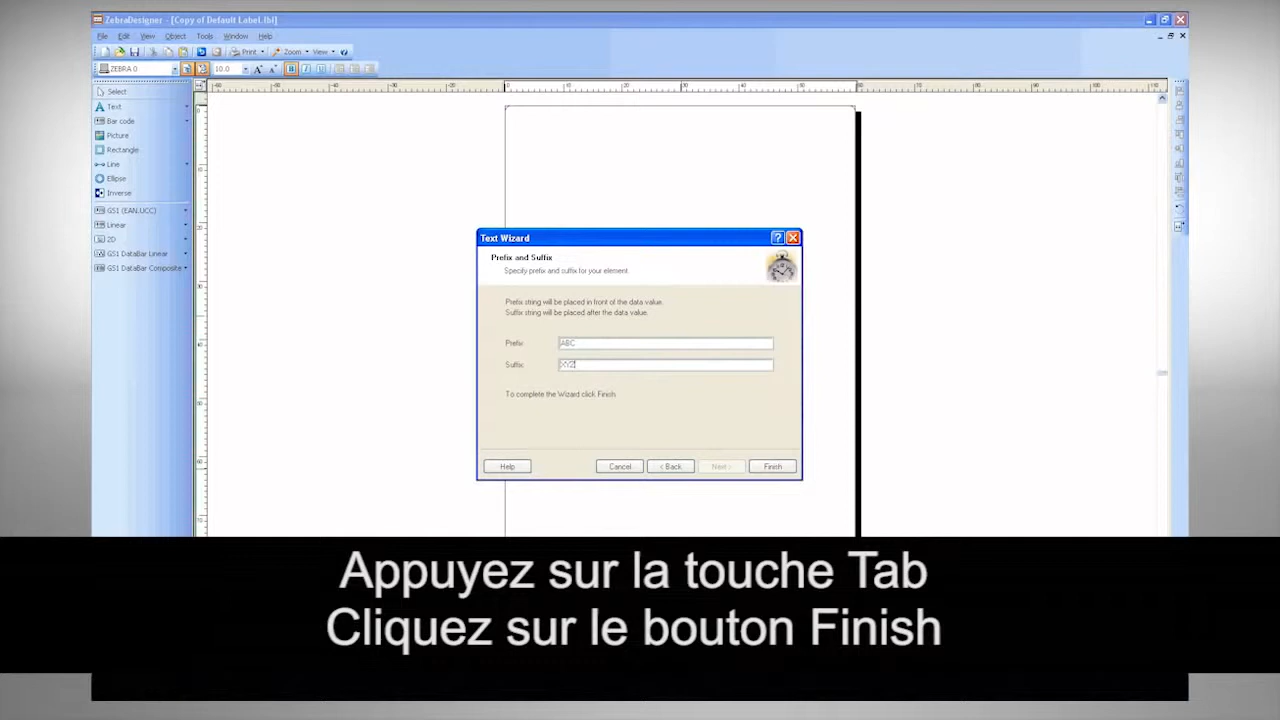 ZebraDesigner - [Copy of Default Label.lbl]
File Edit View Object Tools Window Help
Print Zoom View
ZEBRA 0 10.0 B I U
Select
Text
Bar code
Picture
Rectangle
Line
Ellipse
Inverse
GS1 (EAN.UCC)
Linear
2D
GS1 DataBar Linear
GS1 DataBar Composite
Text Wizard
Prefix and Suffix
Specify prefix and suffix for your element.
Prefix string will be placed in front of the data value.
Suffix string will be placed after the data value.
Prefix: ABC
Suffix: XYZ
To complete the Wizard click Finish.
Help Cancel < Back Next > Finish
Appuyez sur la touche Tab
Cliquez sur le bouton Finish